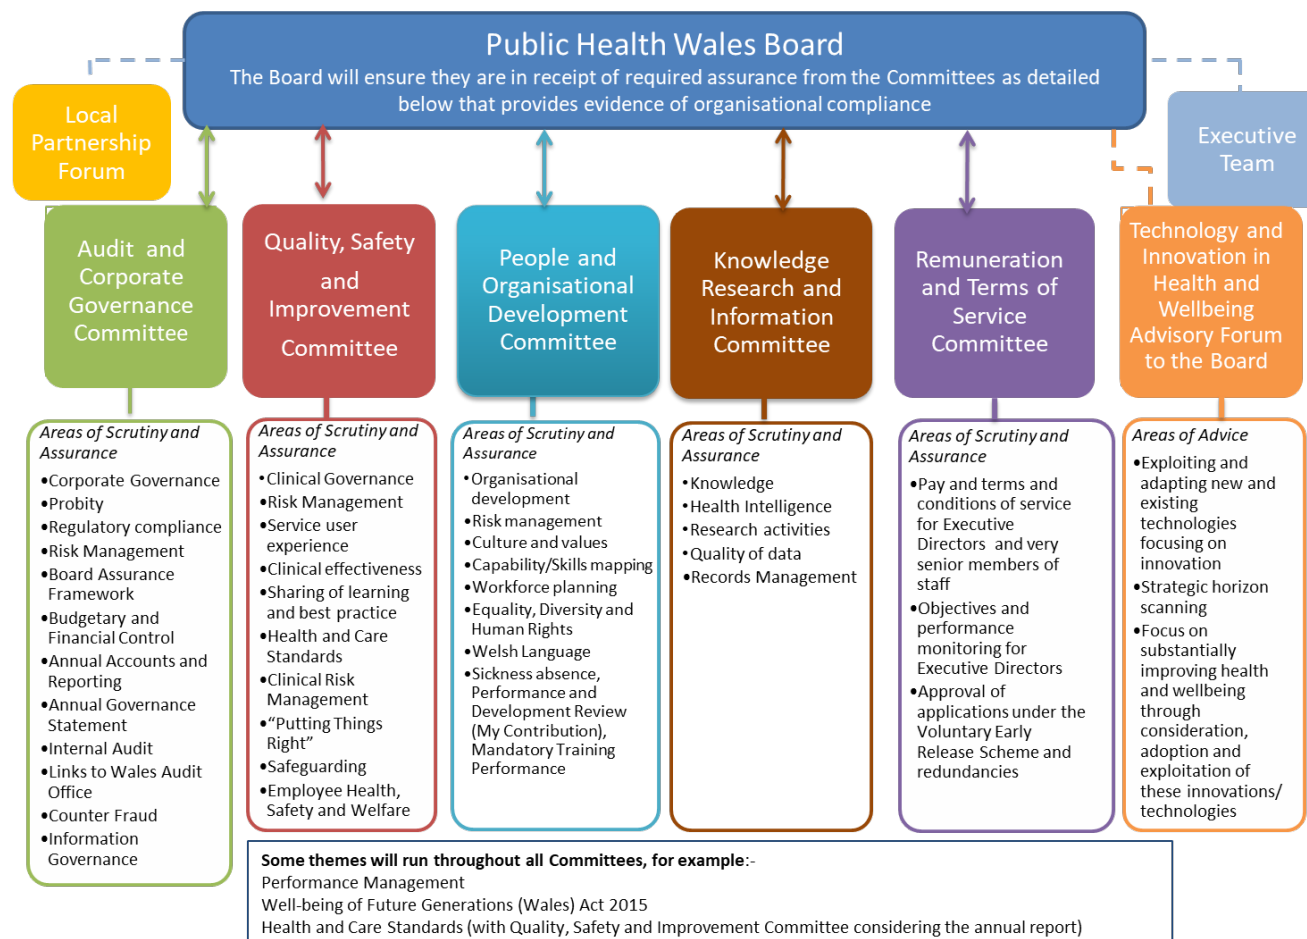 Public Health Wales Board
The Board will ensure they are in receipt of required assurance from the Committees as detailed
below that provides evidence of organisational compliance
Local
Partnership
Forum
Executive
Team
Audit and
Corporate
Governance
Committee
Quality, Safety
and
Improvement
Committee
People and
Organisational
Development
Committee
Knowledge
Research and
Information
Committee
Remuneration
and Terms of
Service
Committee
Technology and
Innovation in
Health and
Wellbeing
Advisory Forum
to the Board
Areas of Scrutiny and
Assurance
•Corporate Governance
•Probity
•Regulatory compliance
•Risk Management
•Board Assurance
Framework
•Budgetary and
Financial Control
•Annual Accounts and
Reporting
•Annual Governance
Statement
•Internal Audit
•Links to Wales Audit
Office
•Counter Fraud
•Information
Governance
Areas of Scrutiny and
Assurance
•Clinical Governance
•Risk Management
•Service user
experience
•Clinical effectiveness
•Sharing of learning
and best practice
•Health and Care
Standards
•Clinical Risk
Management
•“Putting Things
Right”
•Safeguarding
•Employee Health,
Safety and Welfare
Areas of Scrutiny and
Assurance
•Organisational
development
•Risk management
•Culture and values
•Capability/Skills mapping
•Workforce planning
•Equality, Diversity and
Human Rights
•Welsh Language
•Sickness absence,
Performance and
Development Review
(My Contribution),
Mandatory Training
Performance
Areas of Scrutiny and
Assurance
•Knowledge
•Health Intelligence
•Research activities
•Quality of data
•Records Management
Areas of Scrutiny and
Assurance
•Pay and terms and
conditions of service
for Executive
Directors and very
senior members of
staff
•Objectives and
performance
monitoring for
Executive Directors
•Approval of
applications under the
Voluntary Early
Release Scheme and
redundancies
Areas of Advice
•Exploiting and
adapting new and
existing
technologies
focusing on
innovation
•Strategic horizon
scanning
•Focus on
substantially
improving health
and wellbeing
through
consideration,
adoption and
exploitation of
these innovations/
technologies
Some themes will run throughout all Committees, for example:-
Performance Management
Well-being of Future Generations (Wales) Act 2015
Health and Care Standards (with Quality, Safety and Improvement Committee considering the annual report)